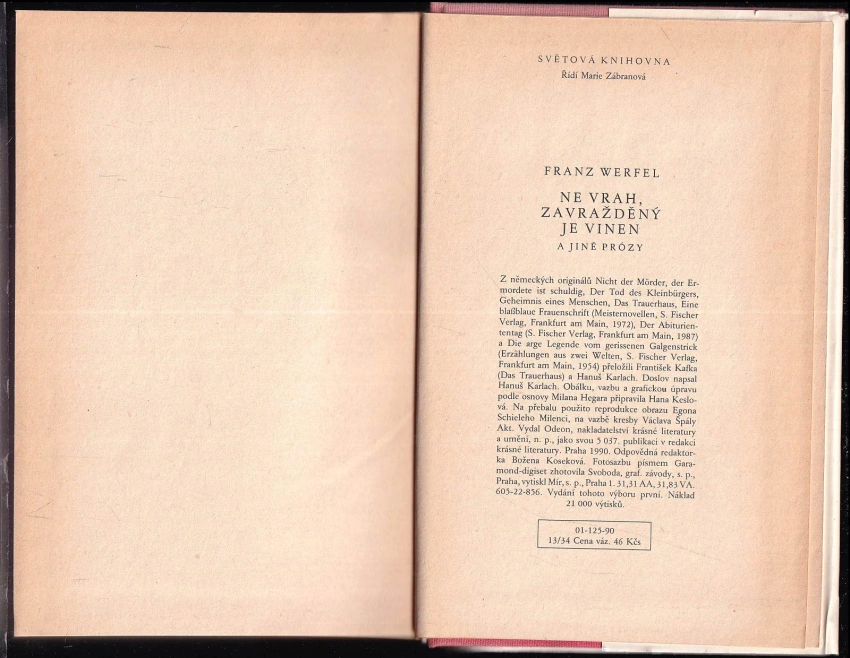 SVĚTOVÁ KNIHOVNA
Řídí Marie Zábranová
FRANZ WERFEL
NE VRAH,
ZAVRAŽDĚNÝ
JE VINEN
A JINÉ PRÓZY
Z německých originálů Nicht der Mörder, der Er-
mordete ist schuldig, Der Tod des Kleinbürgers,
Geheimnis eines Menschen, Das Trauerhaus, Eine
blaßblaue Frauenschrift (Meisternovellen, S. Fischer
Verlag, Frankfurt am Main, 1972), Der Abiturien-
tentag (S. Fischer Verlag, Frankfurt am Main, 1987)
a Die arge Legende vom gerissenen Galgenstrick
(Erzählungen aus zwei Welten, S. Fischer Verlag,
Frankfurt am Main, 1954) přeložili František Kafka
(Das Trauerhaus) a Hanuš Karlach. Doslov napsal
Hanuš Karlach. Obálku, vazbu a grafickou úpravu
podle osnovy Milana Hegara připravila Hana Keslo-
vá. Na přebalu použito reprodukce obrazu Egona
Schieleho Milenci, na vazbě kresby Václava Špály
Akt. Vydal Odeon, nakladatelství krásné literatury
a umění, n. p., jako svou 5 037. publikaci v redakci
krásné literatury. Praha 1990. Odpovědná redaktor-
ka Božena Koseková. Fotosazbu písmem Gara-
mond-digiset zhotovila Svoboda, graf. závody, s. p.,
Praha, vytiskl Mír, s. p., Praha 1. 31,31 AA, 31,83 VA.
605-22-856. Vydání tohoto výboru první. Náklad
21 000 výtisků.
01-125-90
13/34 Cena váz. 46 Kčs